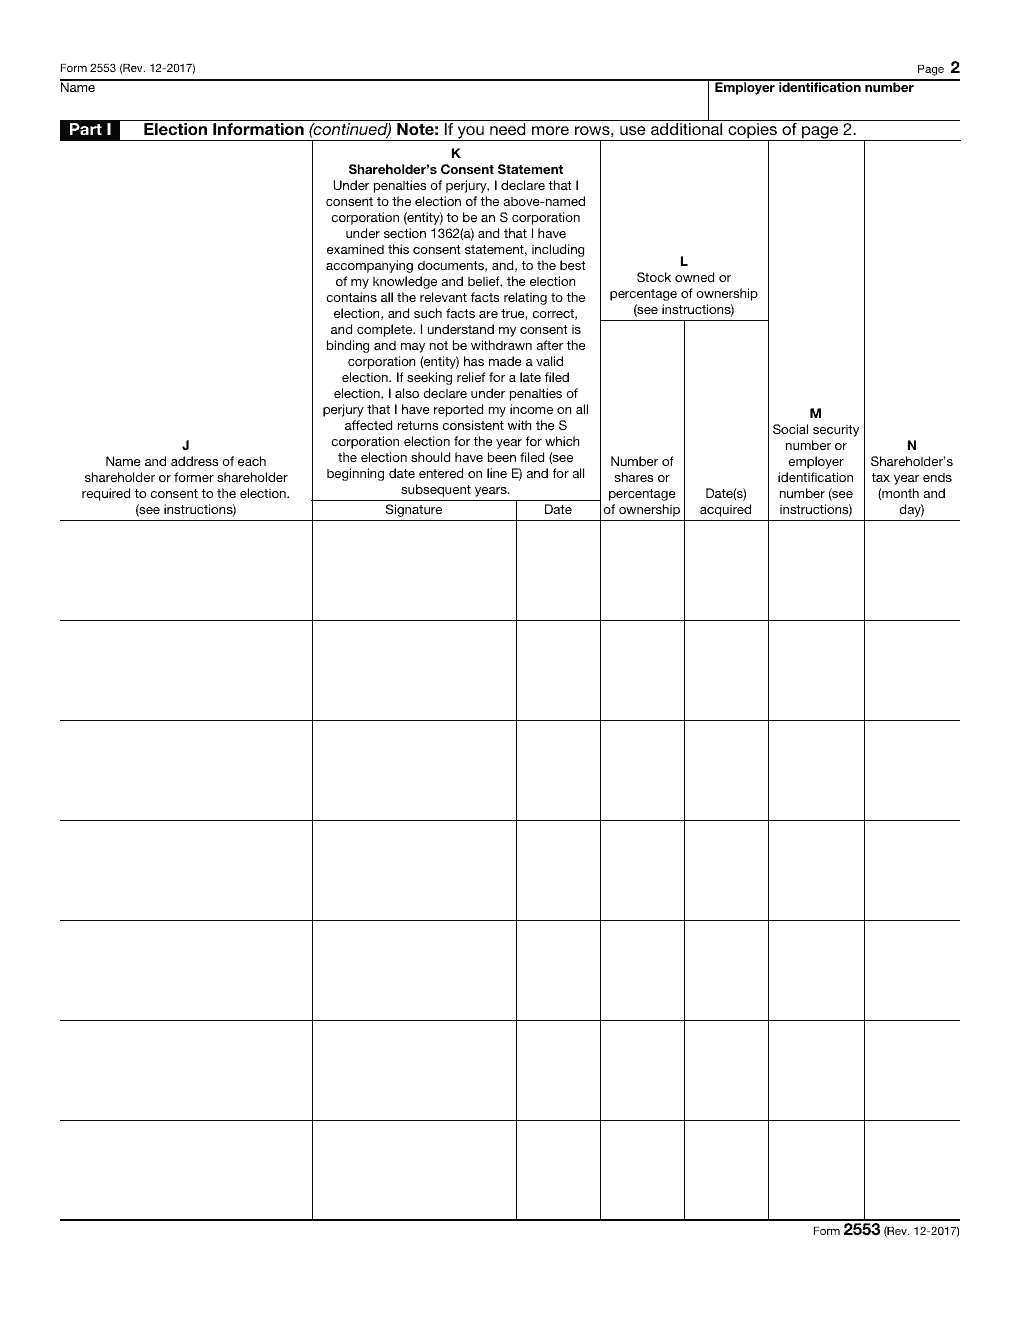 Form 2553 (Rev. 12-2017)
Page 2
Name
Employer identification number
Part I Election Information (continued) Note: If you need more rows, use additional copies of page 2.
J
Name and address of each
shareholder or former shareholder
required to consent to the election.
(see instructions)
K
Shareholder's Consent Statement
Under penalties of perjury, I declare that I
consent to the election of the above-named
corporation (entity) to be an S corporation
under section 1362(a) and that I have
examined this consent statement, including
accompanying documents, and, to the best
of my knowledge and belief, the election
contains all the relevant facts relating to the
election, and such facts are true, correct,
and complete. I understand my consent is
binding and may not be withdrawn after the
corporation (entity) has made a valid
election. If seeking relief for a late filed
election, I also declare under penalties of
perjury that I have reported my income on all
affected returns consistent with the S
corporation election for the year for which
the election should have been filed (see
beginning date entered on line E) and for all
subsequent years.
Signature
Date
L
Stock owned or
percentage of ownership
(see instructions)
Number of
shares or
percentage
of ownership
Date(s)
acquired
M
Social security
number or
employer
identification
number (see
instructions)
N
Shareholder's
tax year ends
(month and
day)
Form 2553 (Rev. 12-2017)